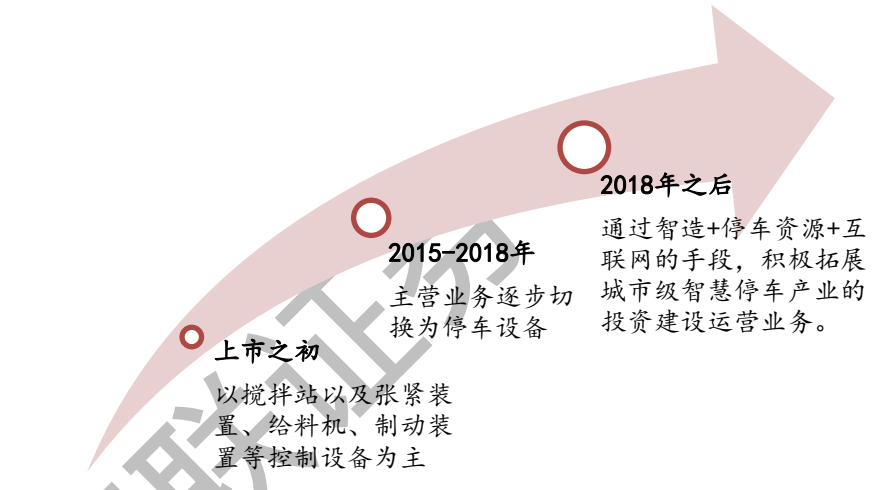 上市之初
以搅拌站以及张紧装
置、给料机、制动装
置等控制设备为主
2015-2018年
主营业务逐步切
换为停车设备
2018年之后
通过智造+停车资源+互
联网的手段，积极拓展
城市级智慧停车产业的
投资建设运营业务。
联证券